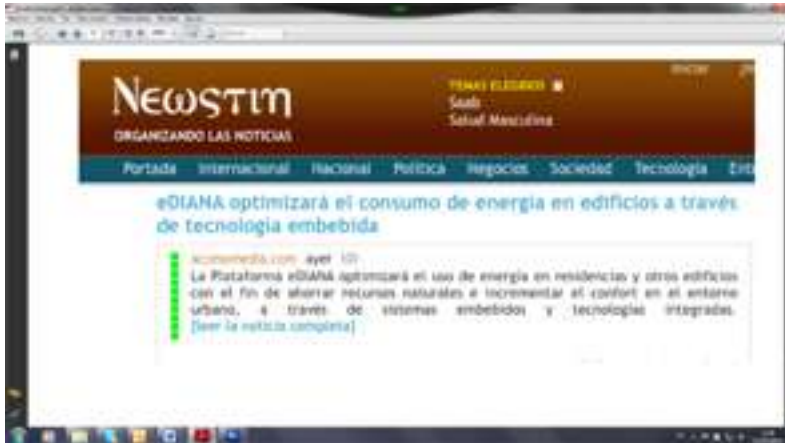 Newstin
ORGANIZANDO LAS NOTICIAS
TEMAS ELEGIDOS
Saab
Salud Masculina
Portada Internacional Nacional Política Negocios Sociedad Tecnología
eDIANA optimizará el consumo de energía en edificios a través
de tecnología embebida
ayer
La Plataforma eDIANA optimizará el uso de energía en residencias y otros edificios
con el fin de ahorrar recursos naturales e incrementar el confort en el entorno
urbano, a través de sistemas embebidos y tecnologías integradas.
[leer la noticia completa]